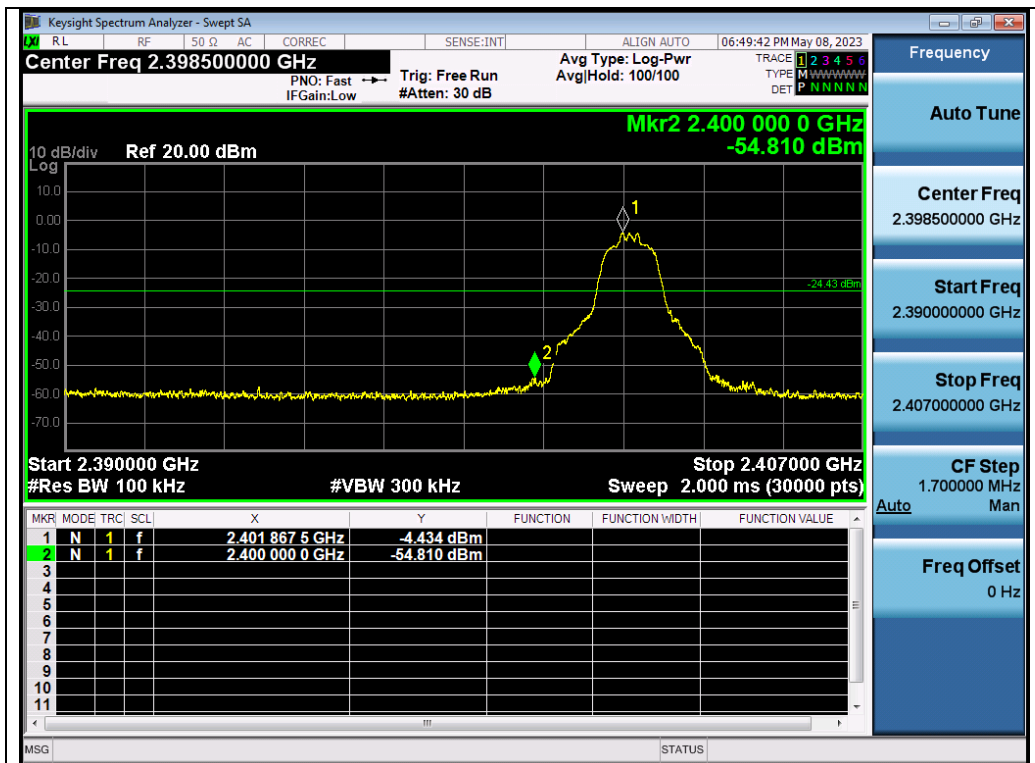 Keysight Spectrum Analyzer - Swept SA
LXI RL RF 50 Ω AC CORREC SENSE:INT ALIGN AUTO 06:49:42 PM May 08, 2023
Center Freq 2.398500000 GHz
PNO: Fast
IFGain:Low
Trig: Free Run
#Atten: 30 dB
Avg Type: Log-Pwr
Avg|Hold: 100/100
TRACE 1 2 3 4 5 6
TYPE M WWWWW
DET P N N N N N
Mkr2 2.400 000 0 GHz
-54.810 dBm
10 dB/div Ref 20.00 dBm
Log
10.0
0.00
-10.0
-20.0
-30.0
-40.0
-50.0
-60.0
-70.0
1
-24.43 dBm
2
Start 2.390000 GHz Stop 2.407000 GHz
#Res BW 100 kHz #VBW 300 kHz Sweep 2.000 ms (30000 pts)
MKR MODE TRC SCL X Y FUNCTION FUNCTION WIDTH FUNCTION VALUE
1 N 1 f 2.401 867 5 GHz -4.434 dBm
2 N 1 f 2.400 000 0 GHz -54.810 dBm
3
4
5
6
7
8
9
10
11
MSG STATUS
Frequency
Auto Tune
Center Freq
2.398500000 GHz
Start Freq
2.390000000 GHz
Stop Freq
2.407000000 GHz
CF Step
1.700000 MHz
Auto Man
Freq Offset
0 Hz